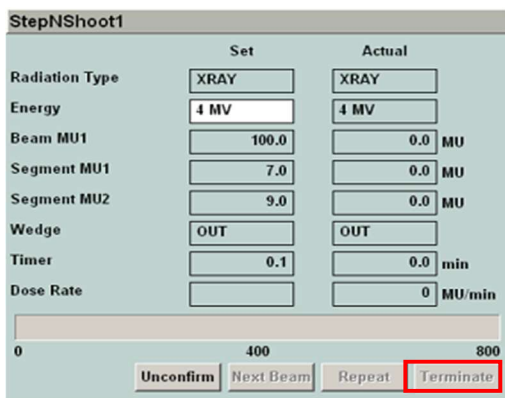 StepNShoot1
Set Actual
Radiation Type XRAY XRAY
Energy 4 MV 4 MV
Beam MU1 100.0 0.0 MU
Segment MU1 7.0 0.0 MU
Segment MU2 9.0 0.0 MU
Wedge OUT OUT
Timer 0.1 0.0 min
Dose Rate 0 MU/min
0 400 800
Unconfirm Next Beam Repeat Terminate